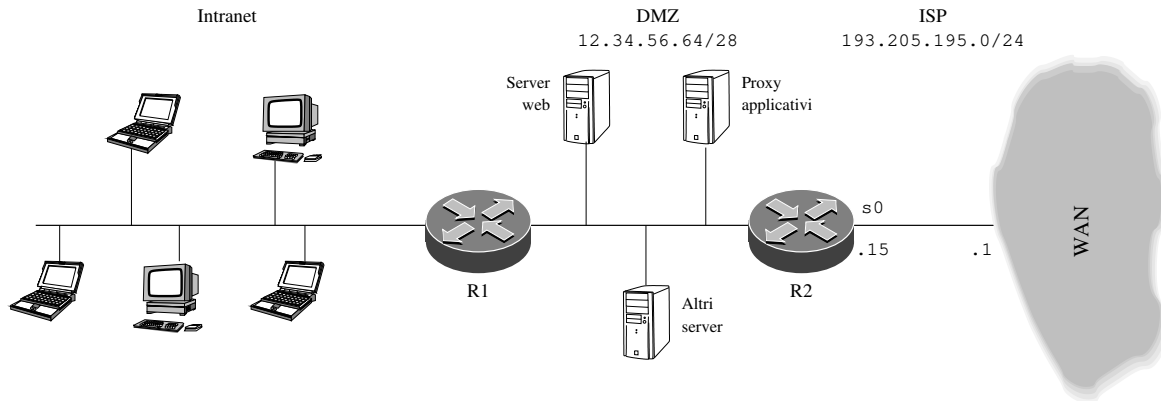 Intranet
DMZ
12.34.56.64/28
ISP
193.205.195.0/24
Server
web
Proxy
applicativi
s0
.15
.1
WAN
R1
R2
Altri
server